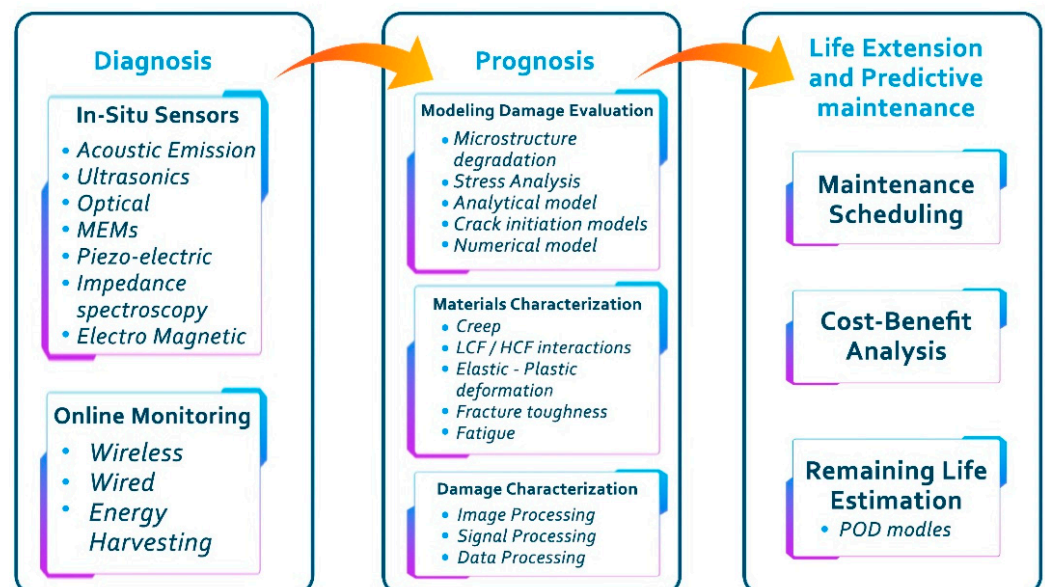 Diagnosis
In-Situ Sensors
• Acoustic Emission
• Ultrasonics
• Optical
• MEMs
• Piezo-electric
• Impedance
spectroscopy
• Electro Magnetic
Online Monitoring
• Wireless
• Wired
• Energy
Harvesting
Prognosis
Modeling Damage Evaluation
• Microstructure
degradation
• Stress Analysis
• Analytical model
• Crack initiation models
• Numerical model
Materials Characterization
• Creep
• LCF / HCF interactions
• Elastic - Plastic
deformation
• Fracture toughness
• Fatigue
Damage Characterization
• Image Processing
• Signal Processing
• Data Processing
Life Extension
and Predictive
maintenance
Maintenance
Scheduling
Cost-Benefit
Analysis
Remaining Life
Estimation
• POD modles